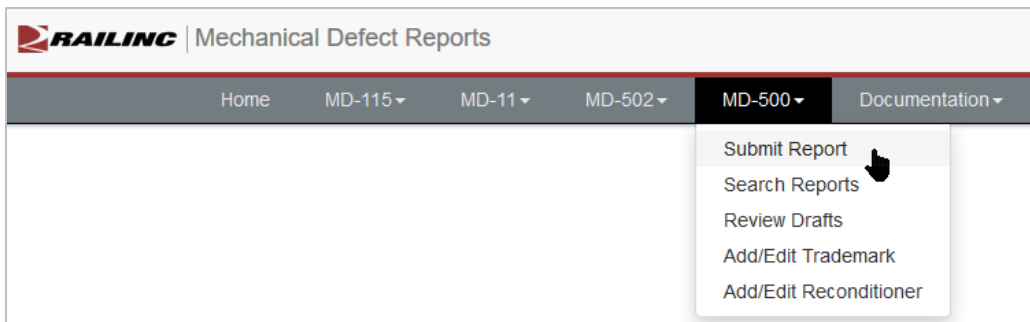 RAILINC Mechanical Defect Reports
Home MD-115 MD-11 MD-502 MD-500 Documentation
Submit Report
Search Reports
Review Drafts
Add/Edit Trademark
Add/Edit Reconditioner